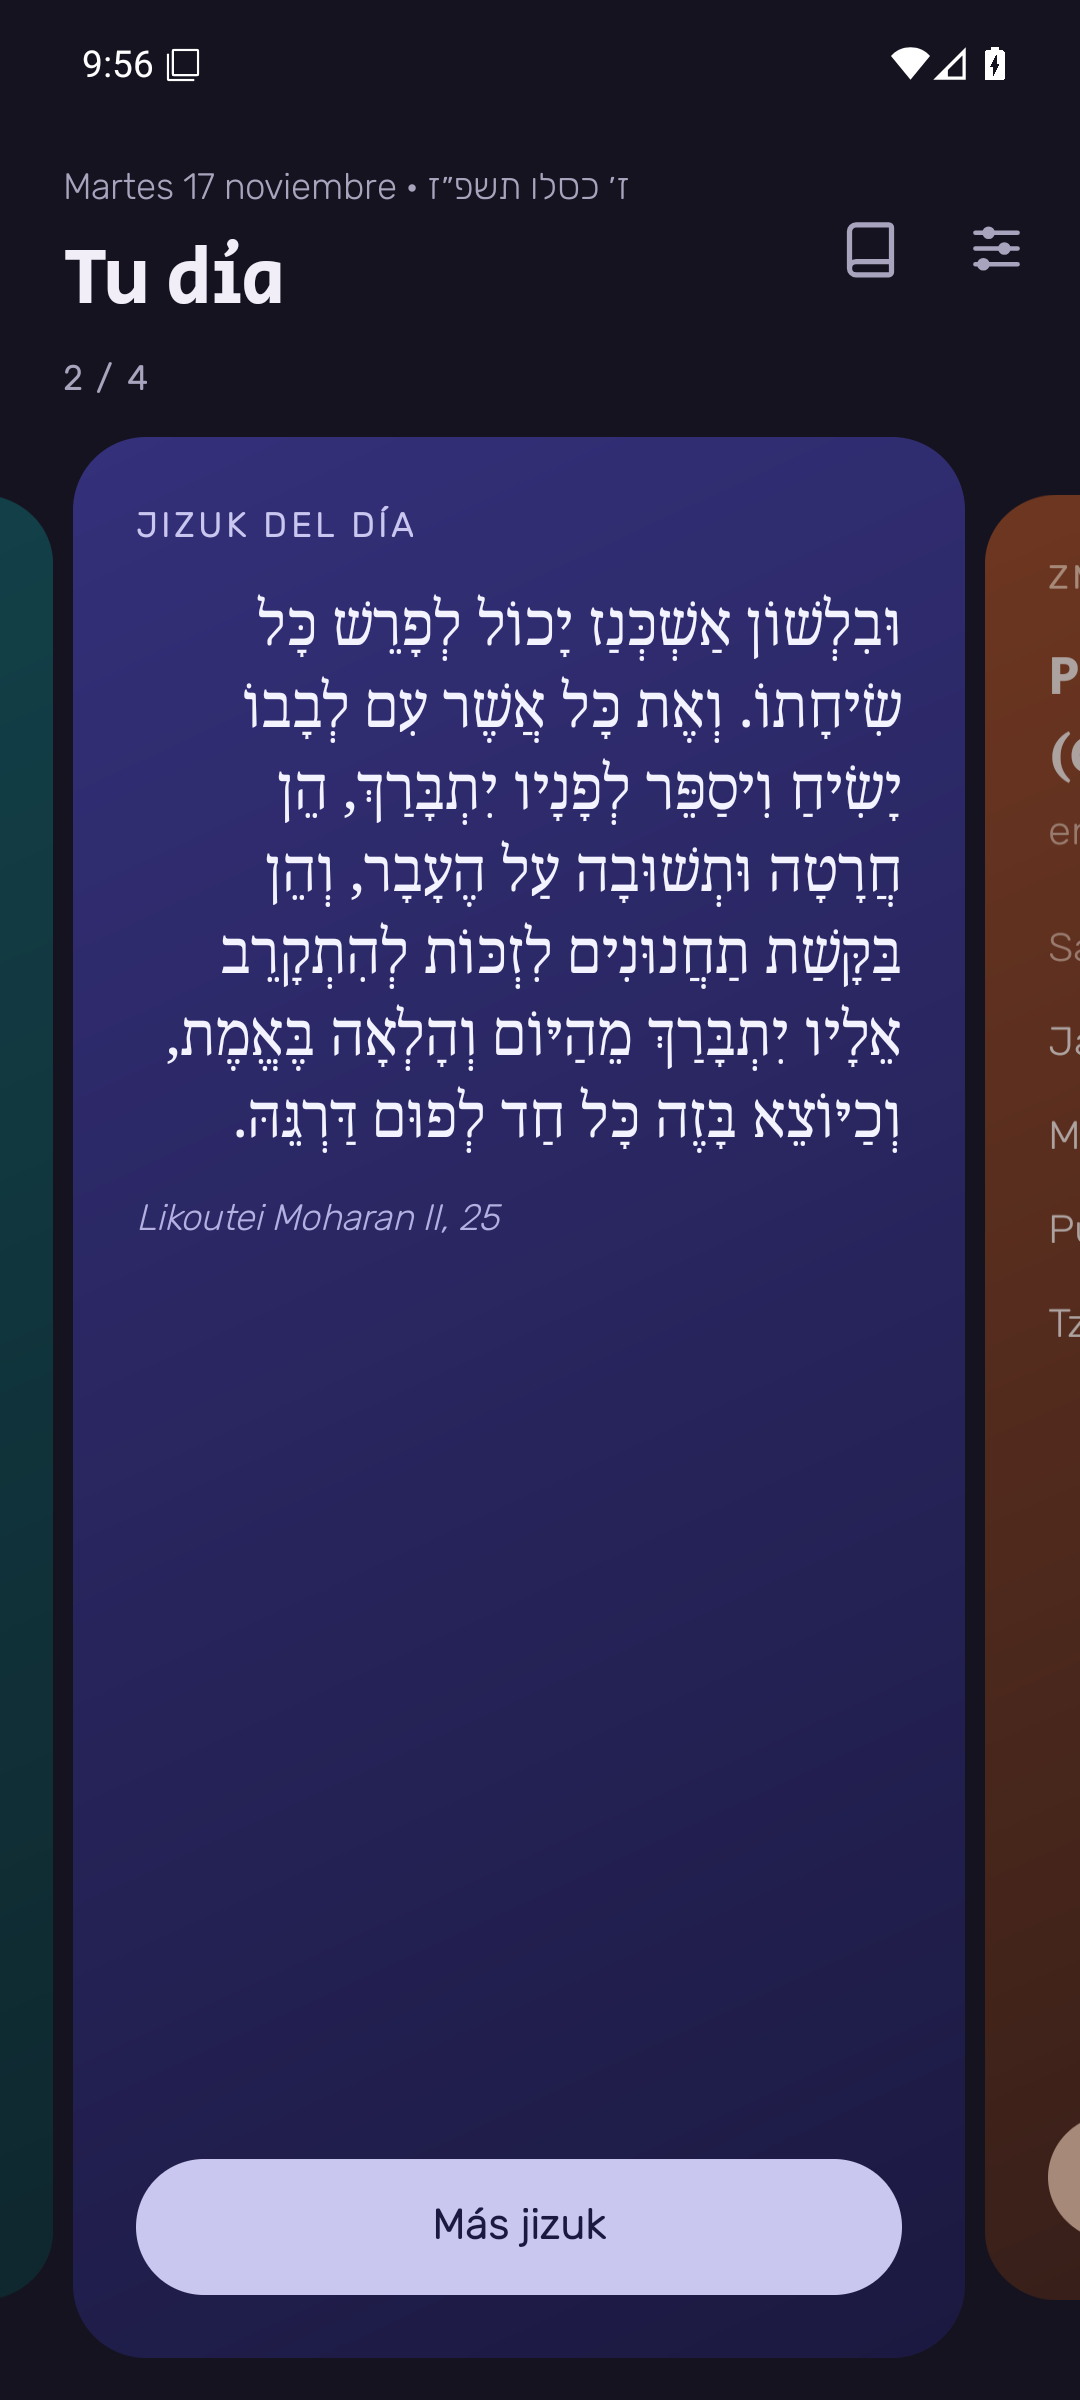 9:56
Martes 17 noviembre • ז׳ כסלו תשפ״ז
Tu día
2 / 4
JIZUK DEL DÍA
וּבִלְשׁוֹן אַשְׁכְּנַז יָכוֹל לְפָרֵשׁ כָּל
שִׂיחָתוֹ. וְאֶת כָּל אֲשֶׁר עִם לְבָבוֹ
יָשִׂיחַ וִיסַפֵּר לְפָנָיו יִתְבָּרַךְ, הֵן
חֲרָטָה וּתְשׁוּבָה עַל הֶעָבָר, וְהֵן
בַּקָּשַׁת תַחֲנוּנִים לִזְכּוֹת לְהִתְקָרֵב
אֵלָיו יִתְבָּרַךְ מֵהַיּוֹם וְהָלְאָה בֶּאֱמֶת,
וְכַיּוֹצֵא בָּזֶה כָּל חַד לְפוּם דַּרְגֵּהּ.
Likoutei Moharan II, 25
Más jizuk